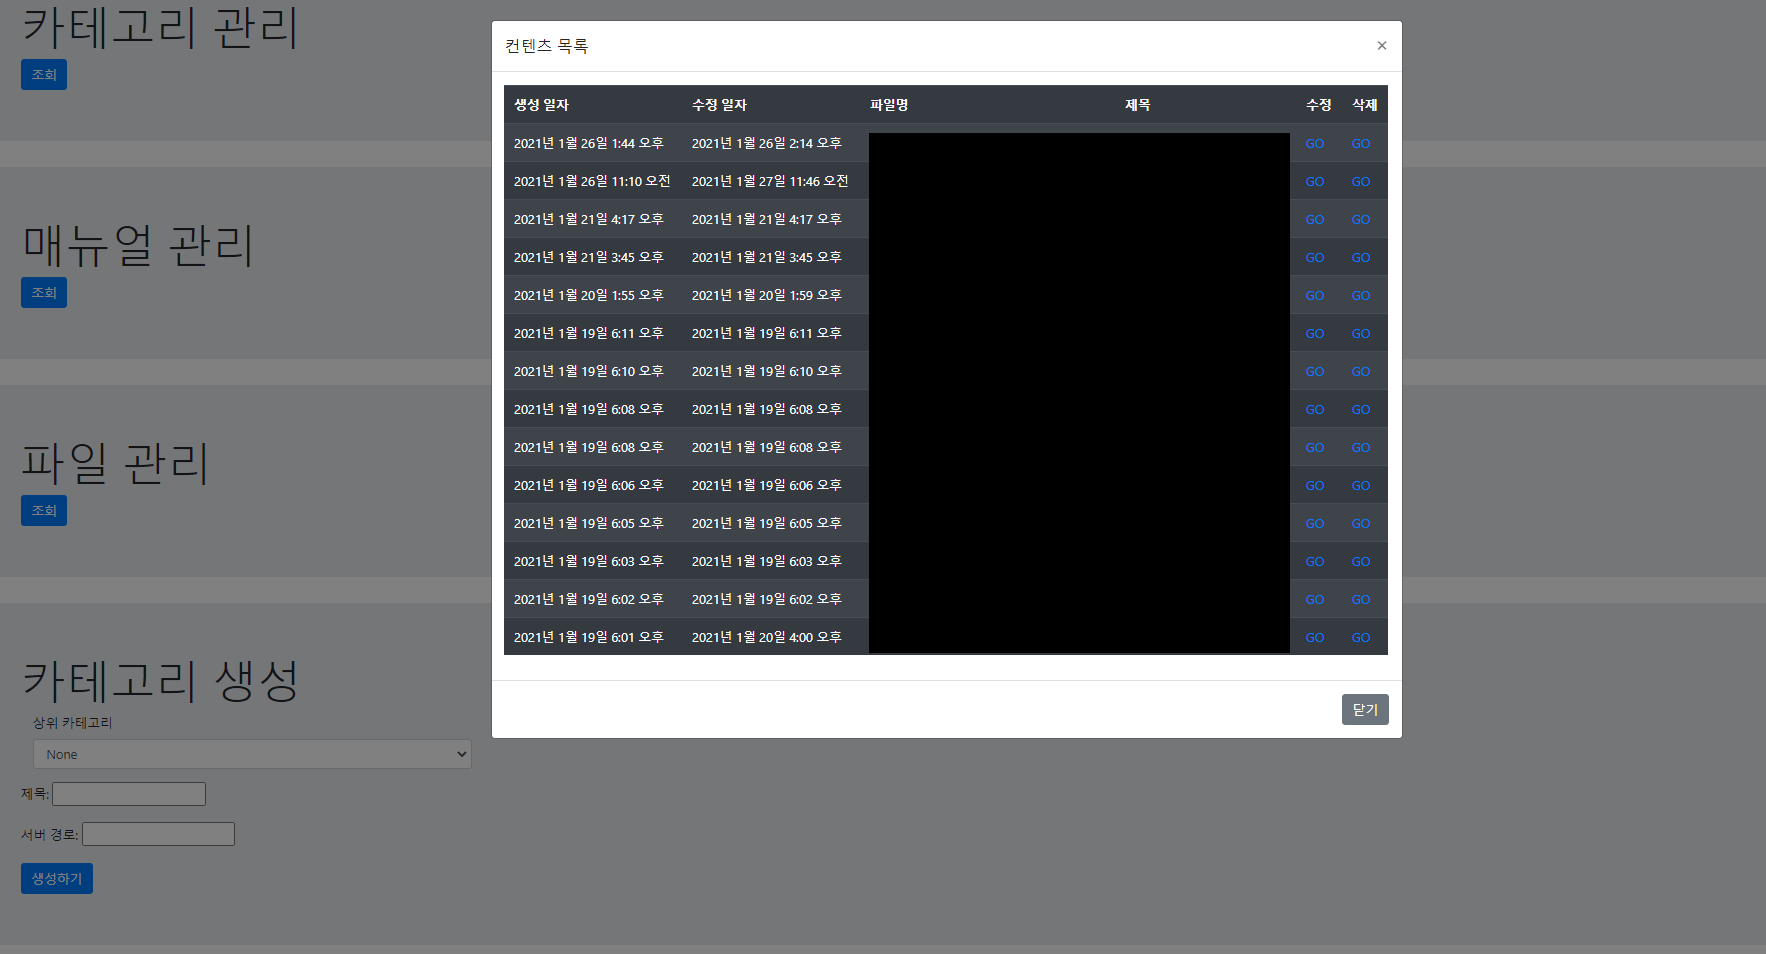 카테고리 관리
조회
매뉴얼 관리
조회
파일 관리
조회
카테고리 생성
상위 카테고리
None
제목:
서버 경로:
생성하기
컨텐츠 목록 ×
생성 일자 수정 일자 파일명 제목 수정 삭제
2021년 1월 26일 1:44 오후 2021년 1월 26일 2:14 오후 GO GO
2021년 1월 26일 11:10 오전 2021년 1월 27일 11:46 오전 GO GO
2021년 1월 21일 4:17 오후 2021년 1월 21일 4:17 오후 GO GO
2021년 1월 21일 3:45 오후 2021년 1월 21일 3:45 오후 GO GO
2021년 1월 20일 1:55 오후 2021년 1월 20일 1:59 오후 GO GO
2021년 1월 19일 6:11 오후 2021년 1월 19일 6:11 오후 GO GO
2021년 1월 19일 6:10 오후 2021년 1월 19일 6:10 오후 GO GO
2021년 1월 19일 6:08 오후 2021년 1월 19일 6:08 오후 GO GO
2021년 1월 19일 6:08 오후 2021년 1월 19일 6:08 오후 GO GO
2021년 1월 19일 6:06 오후 2021년 1월 19일 6:06 오후 GO GO
2021년 1월 19일 6:05 오후 2021년 1월 19일 6:05 오후 GO GO
2021년 1월 19일 6:03 오후 2021년 1월 19일 6:03 오후 GO GO
2021년 1월 19일 6:02 오후 2021년 1월 19일 6:02 오후 GO GO
2021년 1월 19일 6:01 오후 2021년 1월 20일 4:00 오후 GO GO
닫기